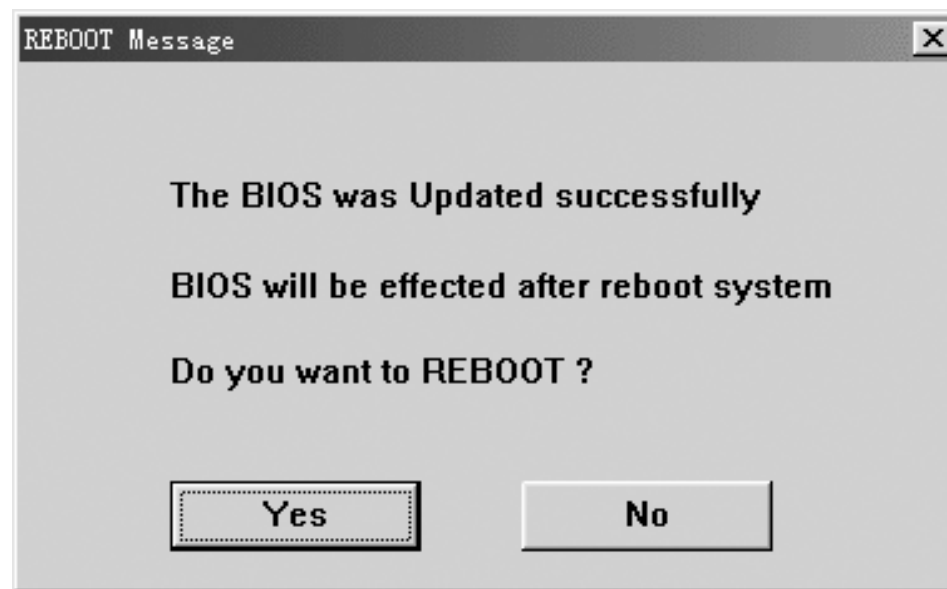 REBOOT Message
The BIOS was Updated successfully
BIOS will be effected after reboot system
Do you want to REBOOT ?
Yes No